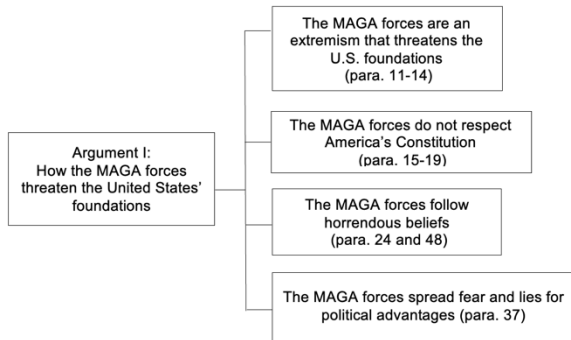 The MAGA forces are an
extremism that threatens the
U.S. foundations
(para. 11-14)
The MAGA forces do not respect
America's Constitution
(para. 15-19)
Argument I:
How the MAGA forces
threaten the United States'
foundations
The MAGA forces follow
horrendous beliefs
(para. 24 and 48)
The MAGA forces spread fear and lies for
political advantages (para. 37)